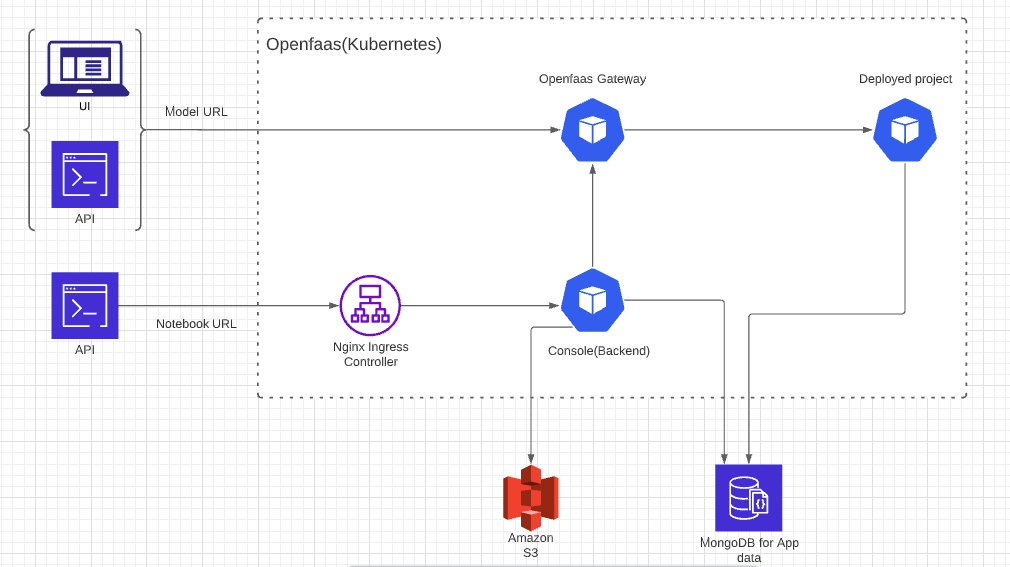 Openfaas(Kubernetes)
Openfaas Gateway
Deployed project
UI
Model URL
API
Notebook URL
Nginx Ingress
Controller
Console(Backend)
API
Amazon
S3
MongoDB for App
data
{}